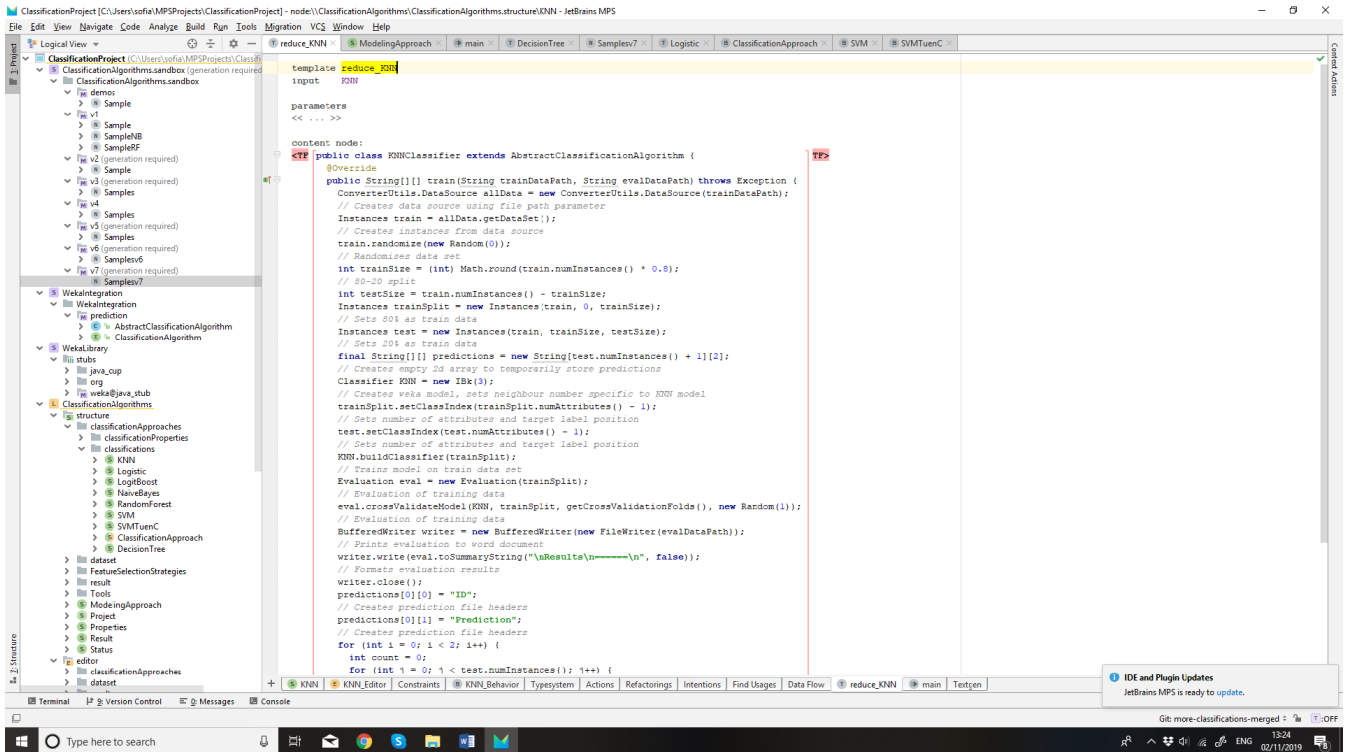 ClassificationProject [C:\Users\sofia\MPSProjects\ClassificationProject] - node:\\ClassificationAlgorithms\ClassificationAlgorithms.structure\KNN - JetBrains MPS
File Edit View Navigate Code Analyze Build Run Tools Migration VCS Window Help
Logical View
reduce_KNN ModelingApproach main DecisionTree Samplesv7 Logistic ClassificationApproach SVM SVMTuenC
1: Project
Context Actions
ClassificationProject (C:\Users\sofia\MPSProjects\Classifi
ClassificationAlgorithms.sandbox (generation required
ClassificationAlgorithms.sandbox
demos
Sample
v1
Sample
SampleNB
SampleRF
v2 (generation required)
Sample
v3 (generation required)
Samples
v4
Samples
v5 (generation required)
Samples
v6 (generation required)
Samplesv6
v7 (generation required)
Samplesv7
WekaIntegration
WekaIntegration
prediction
AbstractClassificationAlgorithm
ClassificationAlgorithm
WekaLibrary
stubs
java_cup
org
weka@java_stub
ClassificationAlgorithms
structure
classificationApproaches
classificationProperties
classifications
KNN
Logistic
LogitBoost
NaiveBayes
RandomForest
SVM
SVMTuenC
ClassificationApproach
DecisionTree
dataset
FeatureSelectionStrategies
result
Tools
ModelingApproach
Project
Properties
Result
Status
editor
classificationApproaches
dataset
Z: Structure
template reduce_KNN
input KNN
parameters
<< ... >>
content node:
<TF public class KNNClassifier extends AbstractClassificationAlgorithm { TF>
@Override
public String[][] train(String trainDataPath, String evalDataPath) throws Exception {
ConverterUtils.DataSource allData = new ConverterUtils.DataSource(trainDataPath);
// Creates data source using file path parameter
Instances train = allData.getDataSet();
// Creates instances from data source
train.randomize(new Random(0));
// Randomises data set
int trainSize = (int) Math.round(train.numInstances() * 0.8);
// 80-20 split
int testSize = train.numInstances() - trainSize;
Instances trainSplit = new Instances(train, 0, trainSize);
// Sets 80% as train data
Instances test = new Instances(train, trainSize, testSize);
// Sets 20% as train data
final String[][] predictions = new String[test.numInstances() + 1][2];
// Creates empty 2d array to temporarily store predictions
Classifier KNN = new IBk(3);
// Creates weka model, sets neighbour number specific to KNN model
trainSplit.setClassIndex(trainSplit.numAttributes() - 1);
// Sets number of attributes and target label position
test.setClassIndex(test.numAttributes() - 1);
// Sets number of attributes and target label position
KNN.buildClassifier(trainSplit);
// Trains model on train data set
Evaluation eval = new Evaluation(trainSplit);
// Evaluation of training data
eval.crossValidateModel(KNN, trainSplit, getCrossValidationFolds(), new Random(1));
// Evaluation of training data
BufferedWriter writer = new BufferedWriter(new FileWriter(evalDataPath));
// Prints evaluation to word document
writer.write(eval.toSummaryString("\nResults\n======\n", false));
// Formats evaluation results
writer.close();
predictions[0][0] = "ID";
// Creates prediction file headers
predictions[0][1] = "Prediction";
// Creates prediction file headers
for (int i = 0; i < 2; i++) {
int count = 0;
for (int j = 0; j < test.numInstances(); j++) {
+ KNN KNN_Editor Constraints KNN_Behavior Typesystem Actions Refactorings Intentions Find Usages Data Flow reduce_KNN main Textgen
IDE and Plugin Updates
JetBrains MPS is ready to update.
Terminal 9: Version Control 0: Messages Console
Git: more-classifications-merged T:OFF
Type here to search
ENG
13:24
02/11/2019